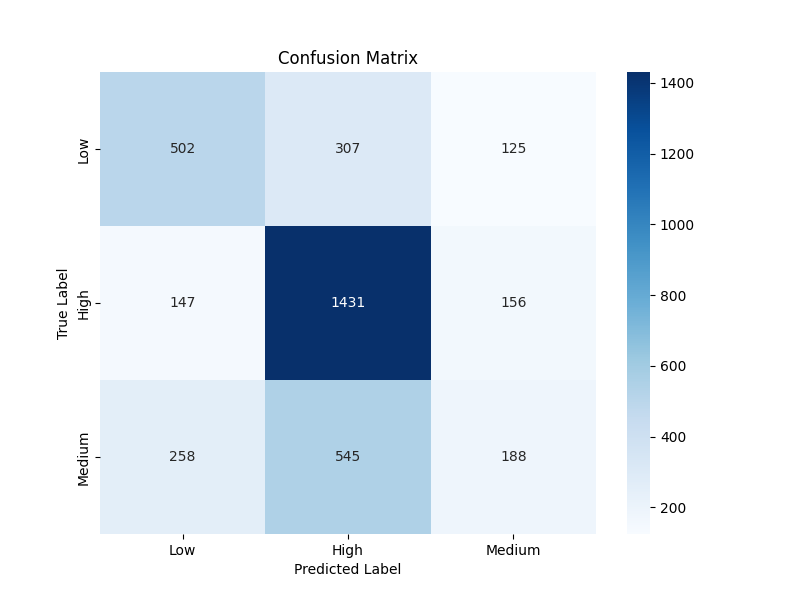 Confusion Matrix
True Label
Low
502
307
125
High
147
1431
156
Medium
258
545
188
Low
High
Medium
Predicted Label
1400
1200
1000
800
600
400
200